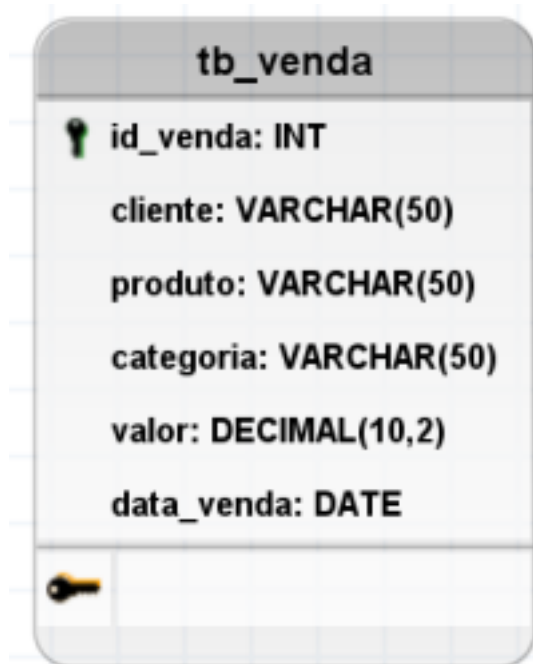 tb_venda
id_venda: INT
cliente: VARCHAR(50)
produto: VARCHAR(50)
categoria: VARCHAR(50)
valor: DECIMAL(10,2)
data_venda: DATE